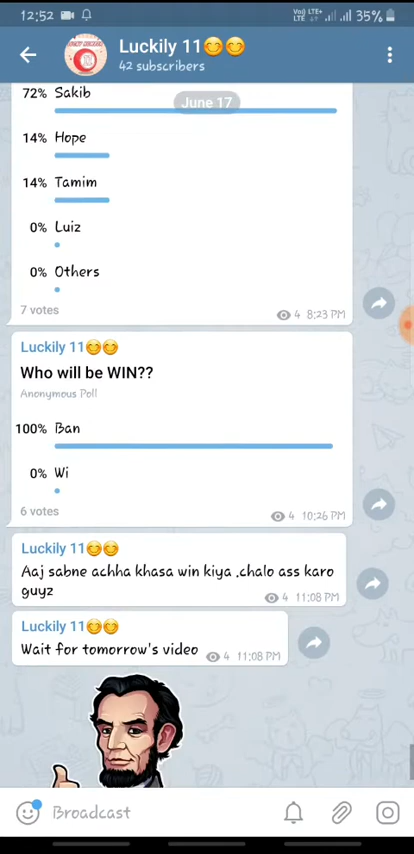 12:52 Voj) LTE+ LTE 35%
Luckily 11😊😊
42 subscribers
72% Sakib
June 17
14% Hope
14% Tamim
0% Luiz
0% Others
7 votes 4 8:23 PM
Luckily 11😊😊
Who will be WIN??
Anonymous Poll
100% Ban
0% Wi
6 votes 4 10:26 PM
Luckily 11😊😊
Aaj sabne achha khasa win kiya .chalo ass karo
guyz 4 11:08 PM
Luckily 11😊😊
Wait for tomorrow's video 4 11:08 PM
Broadcast